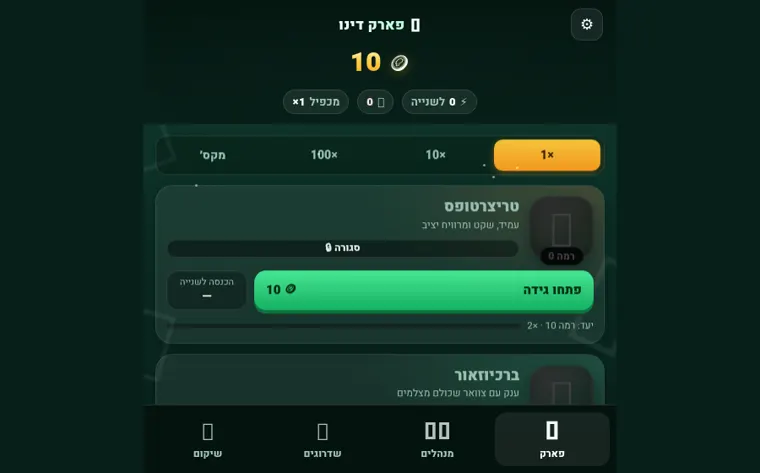 פארק דינו
10
⚡ 0 לשנייה
0
מכפיל 1×
1×
10×
100×
מקס׳
טריצרטופס
עמיד, שקט ומרוויח יציב
סגורה
רמה 0
פתחו גידה
10
הכנסה לשנייה
—
יעד: רמה 10 · 2×
ברכיוזאור
ענק עם צוואר שכולם מצלמים
פארק
מנהלים
שדרוגים
שיקום